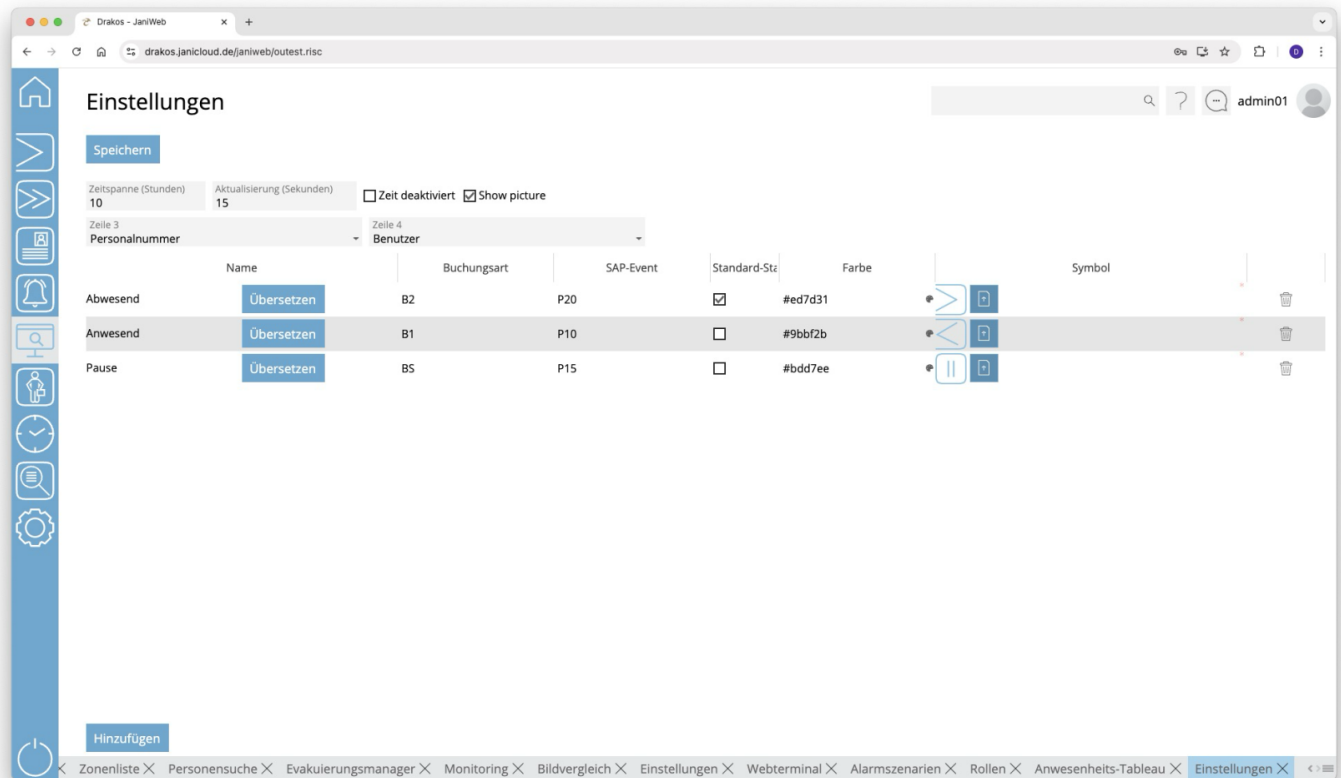 Drakos - JaniWeb
drakos.janicloud.de/janiweb/outest.risc
D
Einstellungen
admin01
Speichern
Zeitspanne (Stunden) Aktualisierung (Sekunden)
10 15 Zeit deaktiviert Show picture
Zeile 3 Zeile 4
Personalnummer Benutzer
Name Buchungsart SAP-Event Standard-Sta Farbe Symbol
Abwesend Übersetzen B2 P20 #ed7d31
Anwesend Übersetzen B1 P10 #9bbf2b
Pause Übersetzen BS P15 #bdd7ee
Hinzufügen
Zonenliste Personensuche Evakuierungsmanager Monitoring Bildvergleich Einstellungen Webterminal Alarmszenarien Rollen Anwesenheits-Tableau Einstellungen